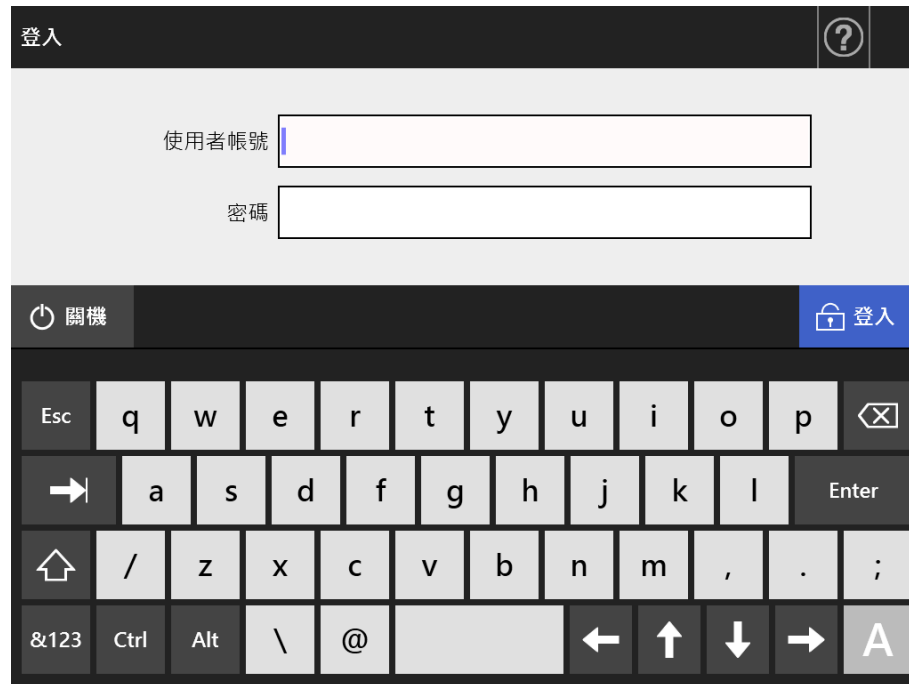 登入 ?
使用者帳號
密碼
關機 登入
Esc q w e r t y u i o p
a s d f g h j k l Enter
/ z x c v b n m , . ;
&123 Ctrl Alt \ @ A